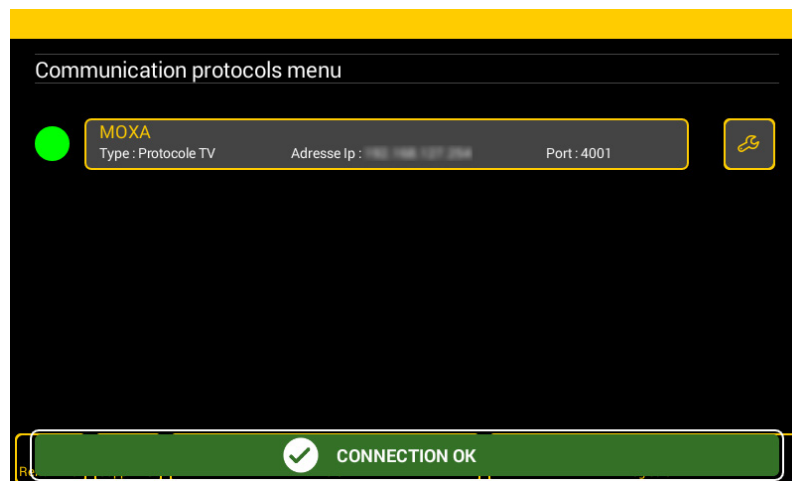 Communication protocols menu
MOXA
Type : Protocole TV Adresse Ip : Port : 4001
CONNECTION OK